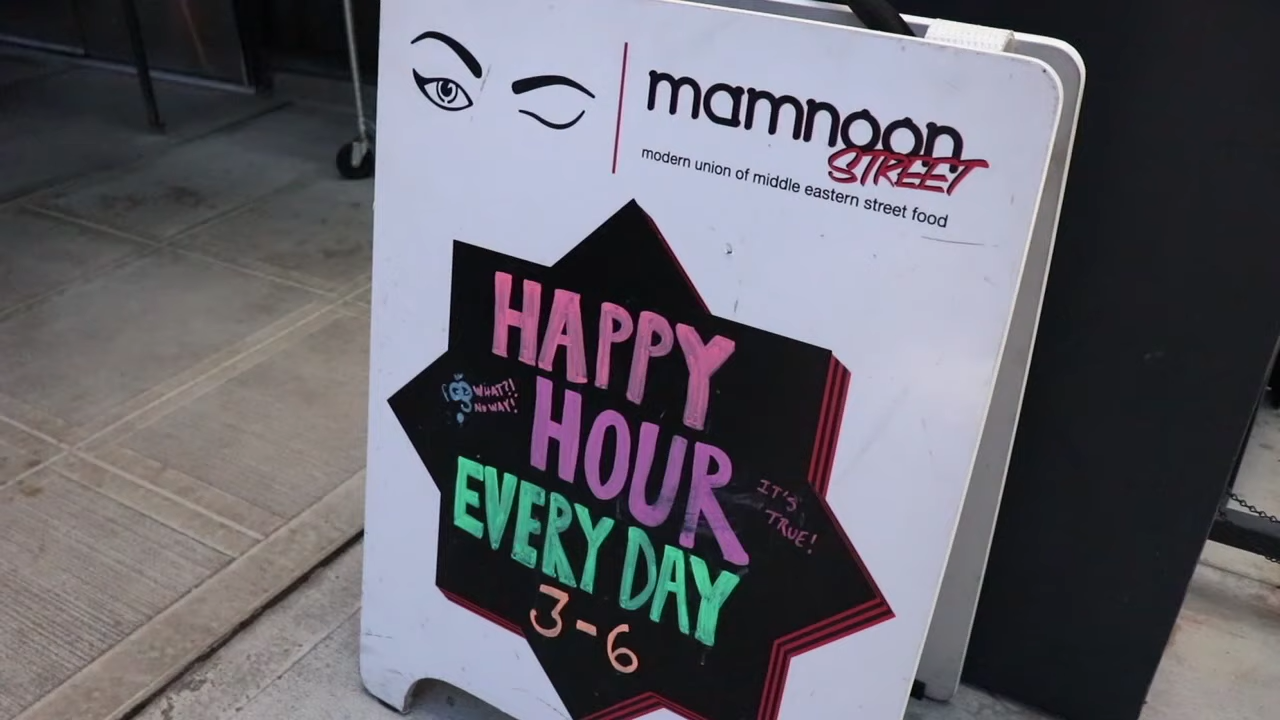 mamnoon
STREET
modern union of middle eastern street food
HAPPY
HOUR
WHAT?!
NO WAY!
EVERY DAY
IT'S
TRUE!
3-6